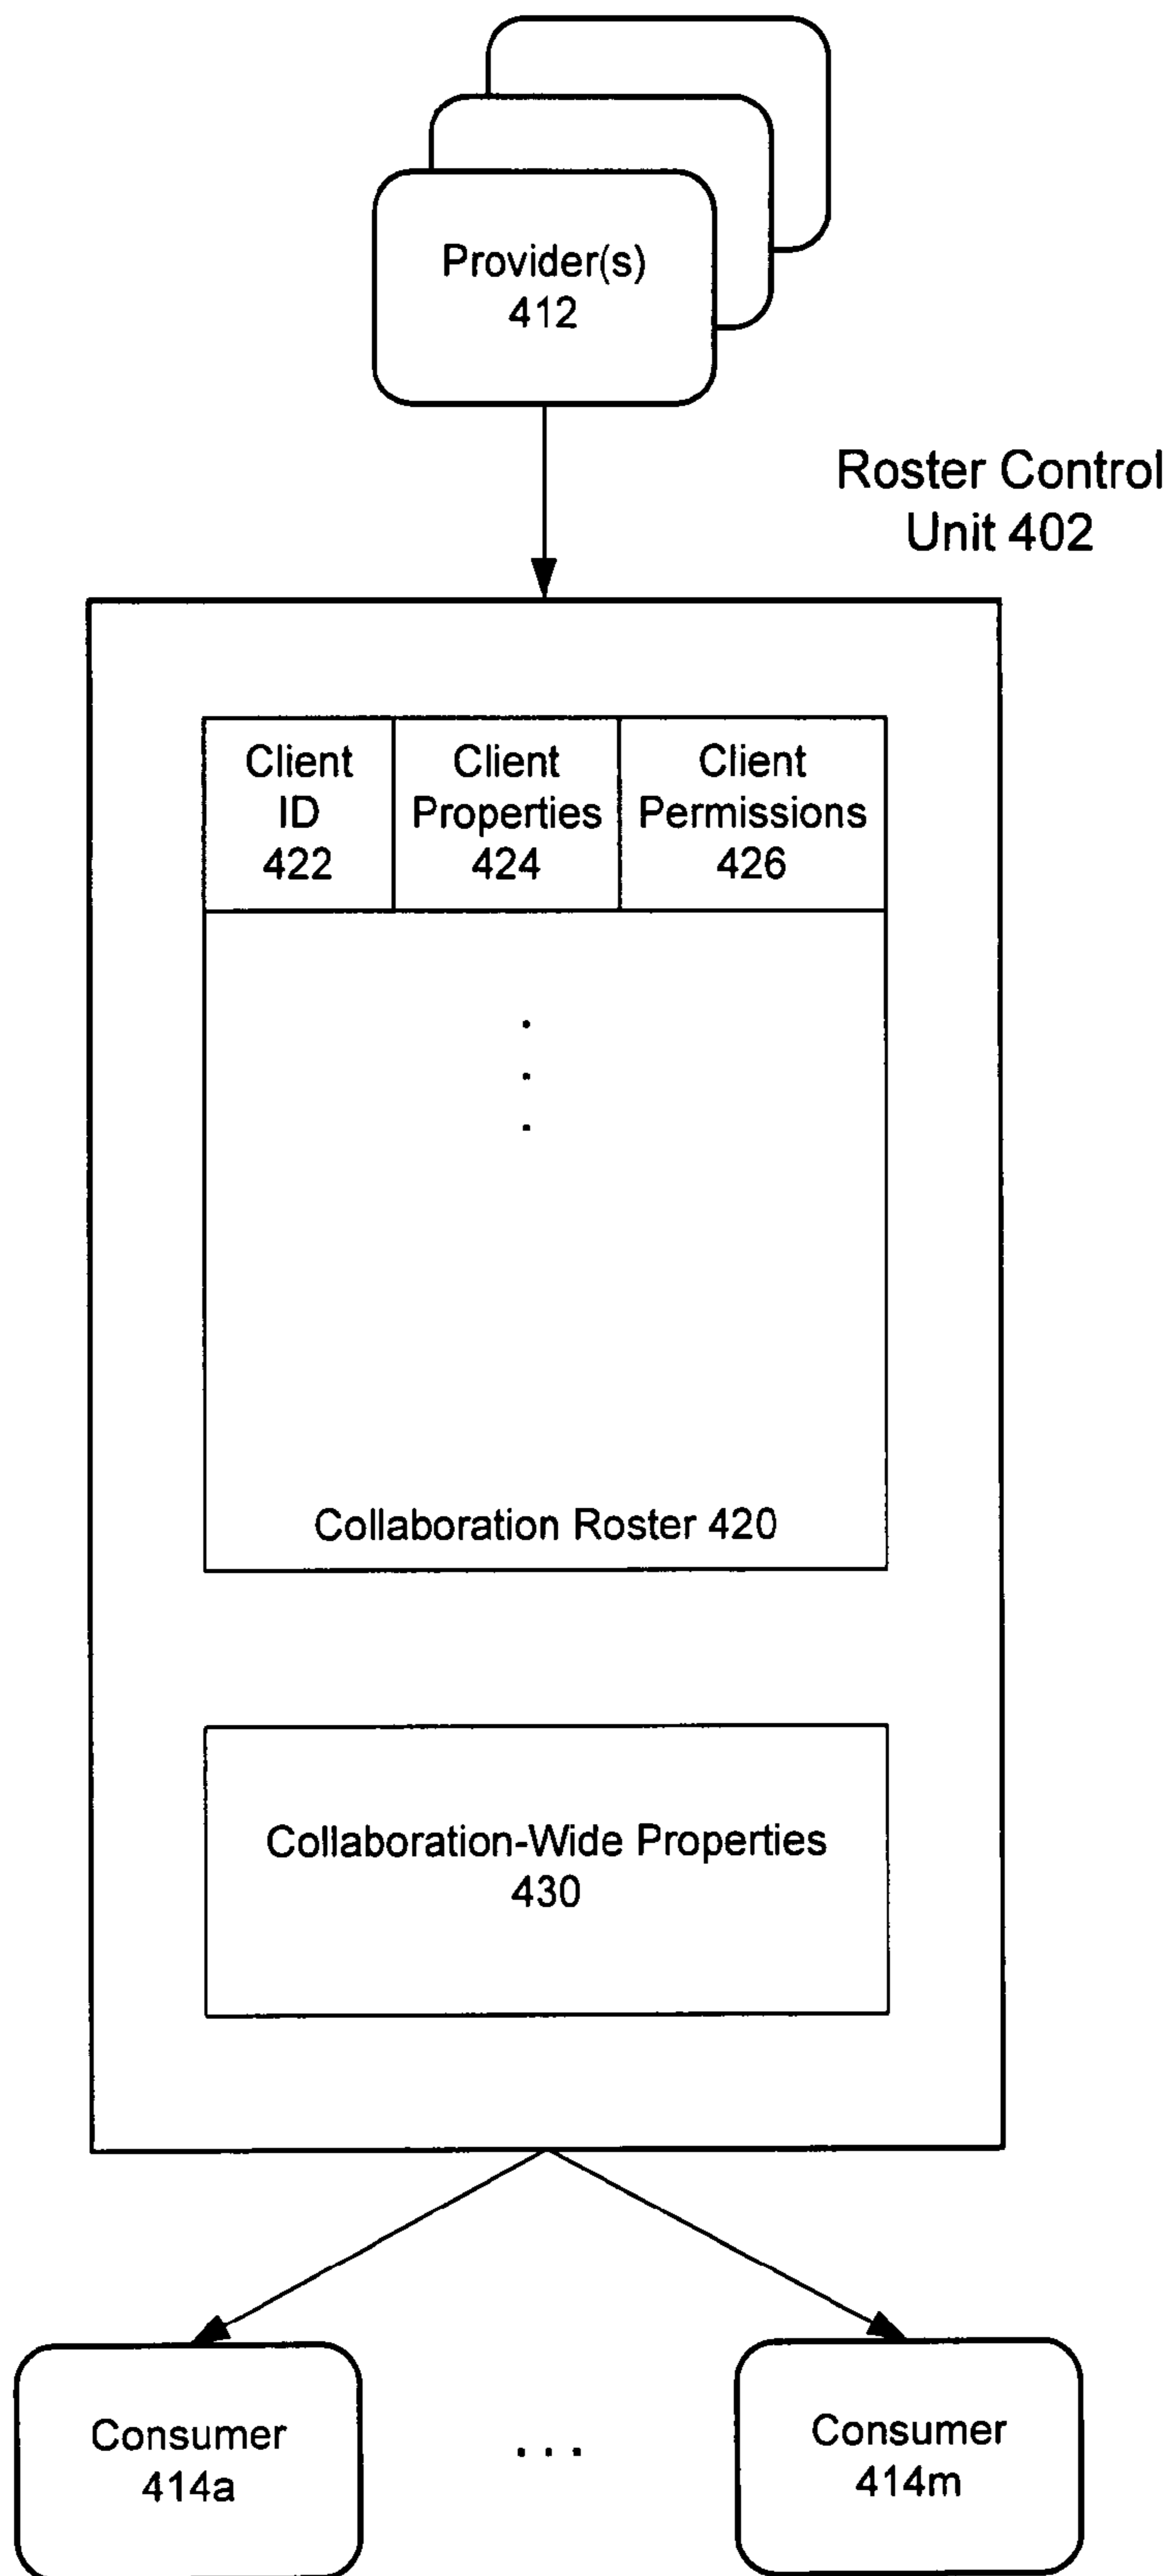 Provider(s)
412
Roster Control
Unit 402
Client
ID
422
Client
Properties
424
Client
Permissions
426
.
.
.
Collaboration Roster 420
Collaboration-Wide Properties
430
Consumer
414a
...
Consumer
414m